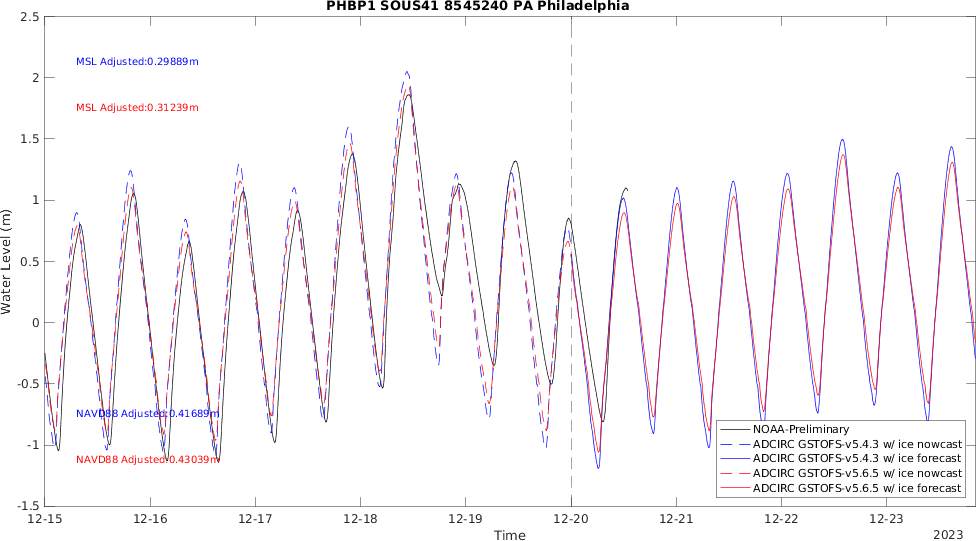 PHBP1 SOUS41 8545240 PA Philadelphia
2.5
2
1.5
1
0.5
0
-0.5
-1
-1.5
Water Level (m)
MSL Adjusted:0.29889m
MSL Adjusted:0.31239m
NAVD88 Adjusted:0.41689m
NAVD88 Adjusted:0.43039m
NOAA-Preliminary
ADCIRC GSTOFS-v5.4.3 w/ ice nowcast
ADCIRC GSTOFS-v5.4.3 w/ ice forecast
ADCIRC GSTOFS-v5.6.5 w/ ice nowcast
ADCIRC GSTOFS-v5.6.5 w/ ice forecast
12-15 12-16 12-17 12-18 12-19 12-20 12-21 12-22 12-23
Time
2023